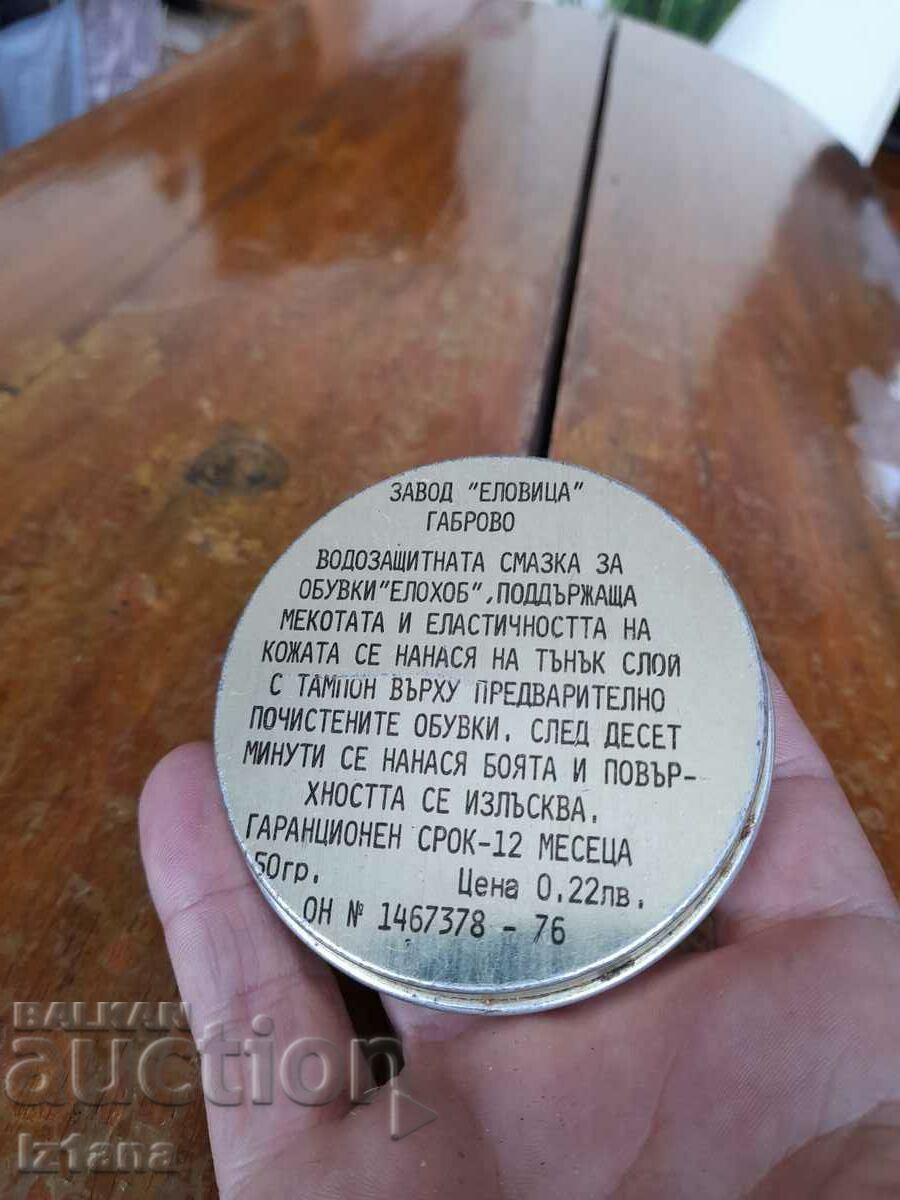 ЗАВОД "ЕЛОВИЦА"
ГАБРОВО
ВОДОЗАЩИТНАТА СМАЗКА ЗА
ОБУВКИ"ЕЛОХОБ",ПОДДЪРЖАЩА
МЕКОТАТА И ЕЛАСТИЧНОСТТА НА
КОЖАТА СЕ НАНАСЯ НА ТЪНЪК СЛОЙ
С ТАМПОН ВЪРХУ ПРЕДВАРИТЕЛНО
ПОЧИСТЕНИТЕ ОБУВКИ. СЛЕД ДЕСЕТ
МИНУТИ СЕ НАНАСЯ БОЯТА И ПОВЪР-
ХНОСТТА СЕ ИЗЛЪСКВА.
ГАРАНЦИОНЕН СРОК-12 МЕСЕЦА
50гр. Цена 0.22лв.
ОН № 1467378 - 76
BALKAN
auction
Iz1ana